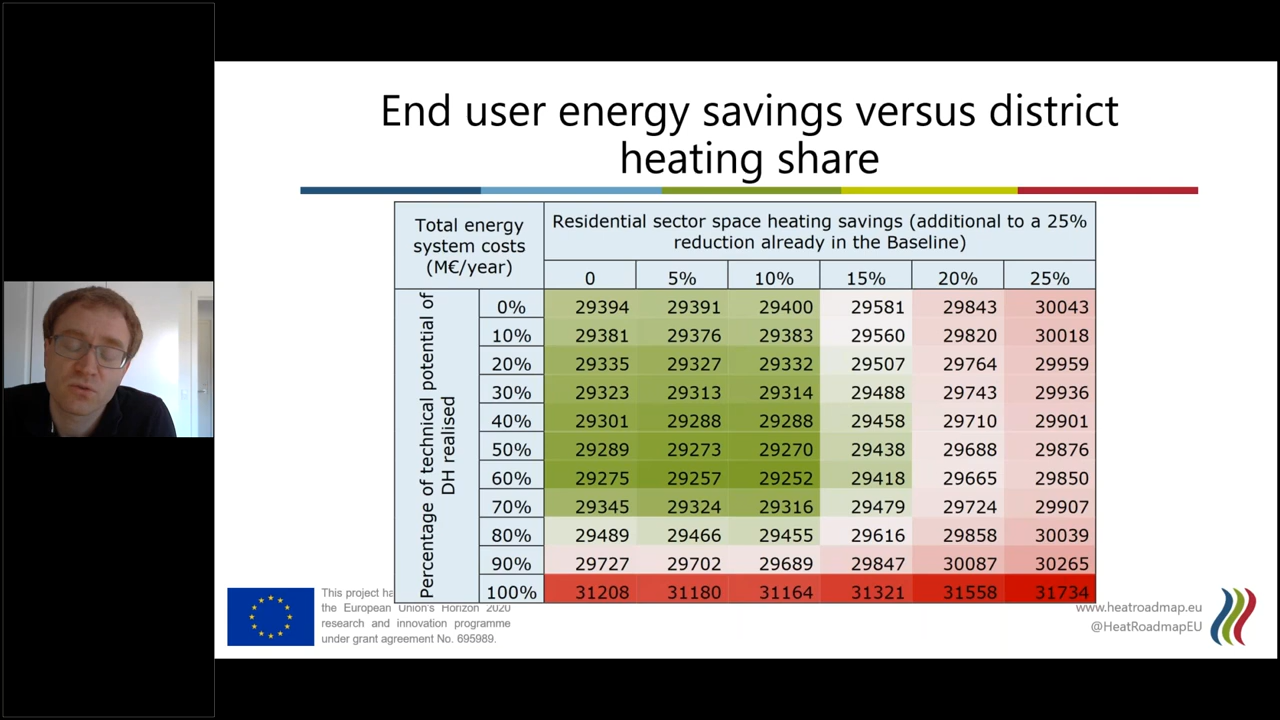 End user energy savings versus district
heating share
Total energy
system costs
(M€/year)
Residential sector space heating savings (additional to a 25%
reduction already in the Baseline)
0 5% 10% 15% 20% 25%
Percentage of technical potential of
DH realised
0% 29394 29391 29400 29581 29843 30043
10% 29381 29376 29383 29560 29820 30018
20% 29335 29327 29332 29507 29764 29959
30% 29323 29313 29314 29488 29743 29936
40% 29301 29288 29288 29458 29710 29901
50% 29289 29273 29270 29438 29688 29876
60% 29275 29257 29252 29418 29665 29850
70% 29345 29324 29316 29479 29724 29907
80% 29489 29466 29455 29616 29858 30039
90% 29727 29702 29689 29847 30087 30265
100% 31208 31180 31164 31321 31558 31734
This project ha
the European Union's Horizon 2020
research and innovation programme
under grant agreement No. 695989.
www.heatroadmap.eu
@HeatRoadmapEU